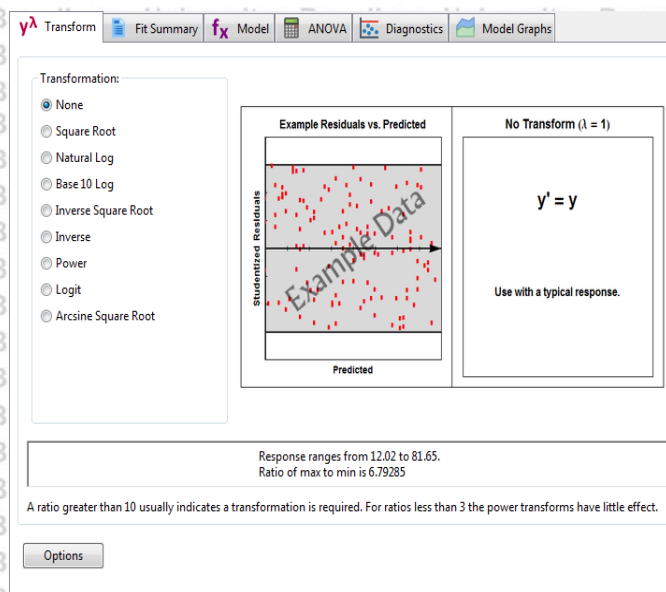 yλ Transform Fit Summary fx Model ANOVA Diagnostics Model Graphs
Transformation:
None
Square Root
Natural Log
Base 10 Log
Inverse Square Root
Inverse
Power
Logit
Arcsine Square Root
Example Residuals vs. Predicted
Studentized Residuals
Example Data
Predicted
No Transform (λ = 1)
y' = y
Use with a typical response.
Response ranges from 12.02 to 81.65.
Ratio of max to min is 6.79285
A ratio greater than 10 usually indicates a transformation is required. For ratios less than 3 the power transforms have little effect.
Options